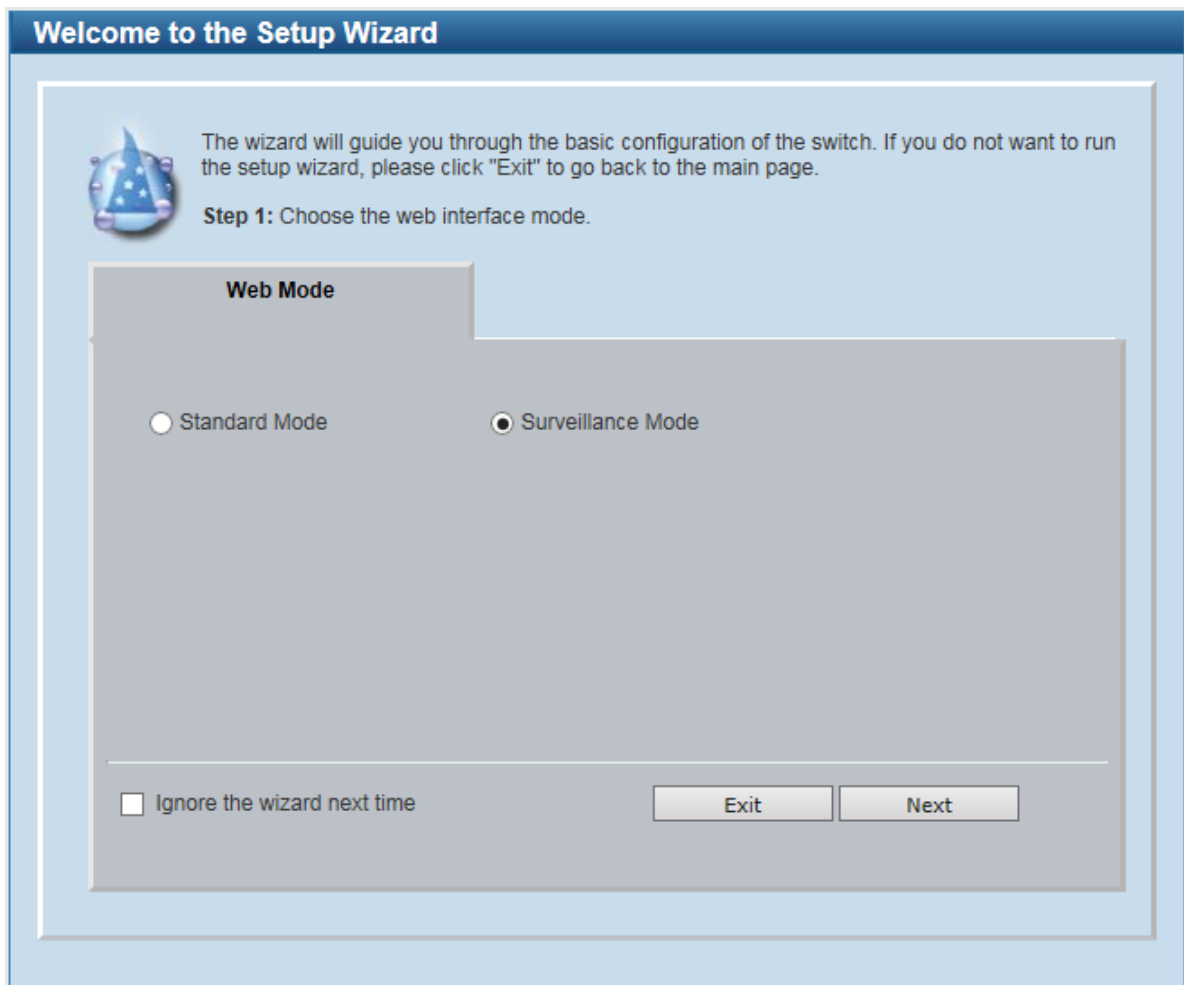 Welcome to the Setup Wizard
The wizard will guide you through the basic configuration of the switch. If you do not want to run
the setup wizard, please click "Exit" to go back to the main page.
Step 1: Choose the web interface mode.
Web Mode
Standard Mode
Surveillance Mode
Ignore the wizard next time
Exit
Next